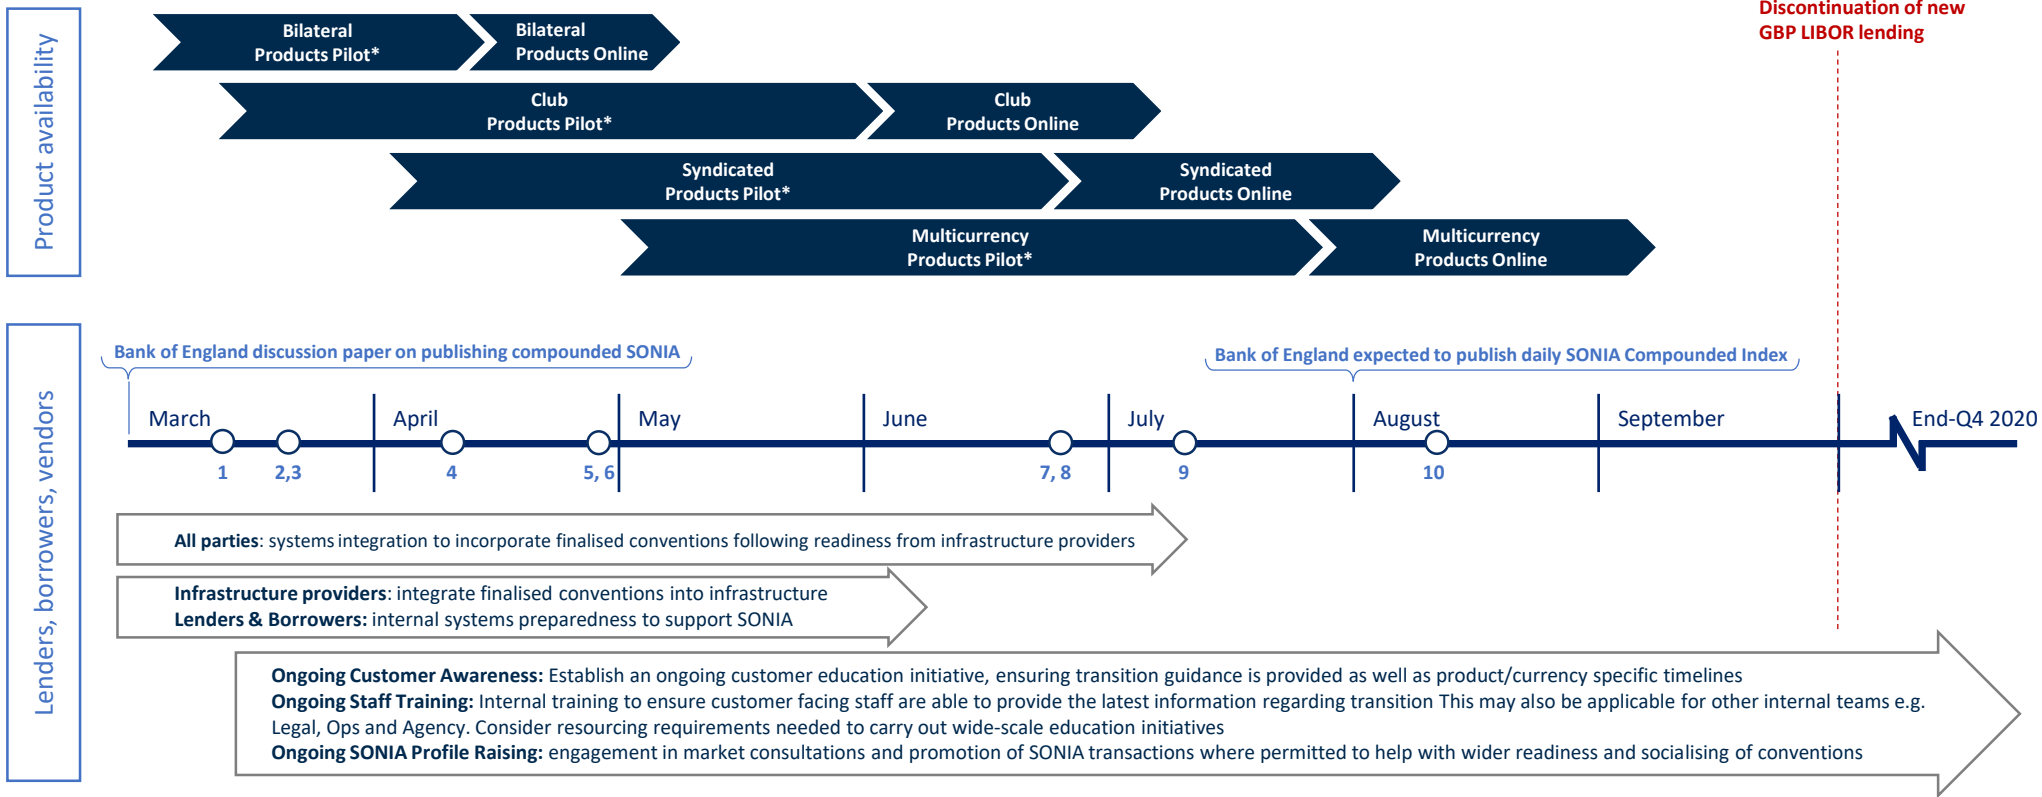 Discontinuation of new
GBP LIBOR lending
Product availability
Bilateral
Products Pilot*
Bilateral
Products Online
Club
Products Pilot*
Club
Products Online
Syndicated
Products Pilot*
Syndicated
Products Online
Multicurrency
Products Pilot*
Multicurrency
Products Online
Lenders, borrowers, vendors
Bank of England discussion paper on publishing compounded SONIA
Bank of England expected to publish daily SONIA Compounded Index
March
April
May
June
July
August
September
End-Q4 2020
1
2,3
4
5, 6
7, 8
9
10
All parties: systems integration to incorporate finalised conventions following readiness from infrastructure providers
Infrastructure providers: integrate finalised conventions into infrastructure
Lenders & Borrowers: internal systems preparedness to support SONIA
Ongoing Customer Awareness: Establish an ongoing customer education initiative, ensuring transition guidance is provided as well as product/currency specific timelines
Ongoing Staff Training: Internal training to ensure customer facing staff are able to provide the latest information regarding transition This may also be applicable for other internal teams e.g.
Legal, Ops and Agency. Consider resourcing requirements needed to carry out wide-scale education initiatives
Ongoing SONIA Profile Raising: engagement in market consultations and promotion of SONIA transactions where permitted to help with wider readiness and socialising of conventions